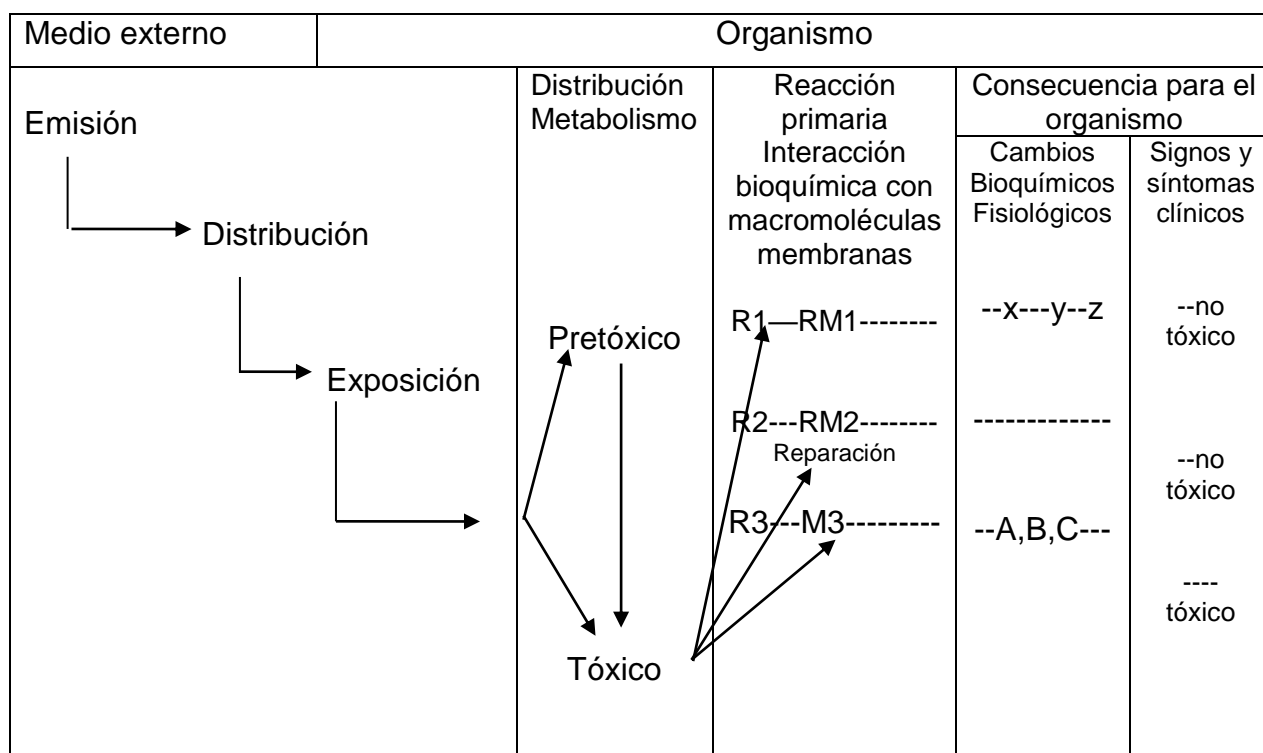 Medio externo
Organismo
Emisión
Distribución
Exposición
Distribución
Metabolismo
Pretóxico
Tóxico
Reacción
primaria
Interacción
bioquímica con
macromoléculas
membranas
R1—RM1--------
R2---RM2--------
Reparación
R3---M3---------
Consecuencia para el
organismo
Cambios
Bioquímicos
Fisiológicos
--x---y--z
-------------
--A,B,C---
Signos y
síntomas
clínicos
--no
tóxico
--no
tóxico
----
tóxico